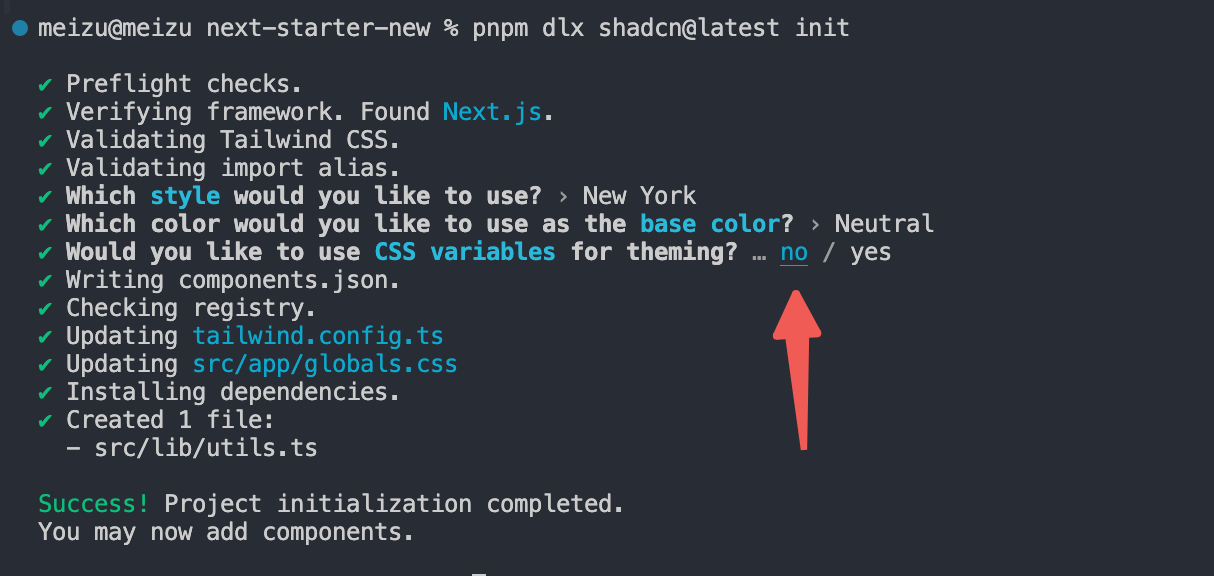 meizu@meizu next-starter-new % pnpm dlx shadcn@latest init
✔ Preflight checks.
✔ Verifying framework. Found Next.js.
✔ Validating Tailwind CSS.
✔ Validating import alias.
✔ Which style would you like to use? › New York
✔ Which color would you like to use as the base color? › Neutral
✔ Would you like to use CSS variables for theming? … no / yes
✔ Writing components.json.
✔ Checking registry.
✔ Updating tailwind.config.ts
✔ Updating src/app/globals.css
✔ Installing dependencies.
✔ Created 1 file:
- src/lib/utils.ts
Success! Project initialization completed.
You may now add components.